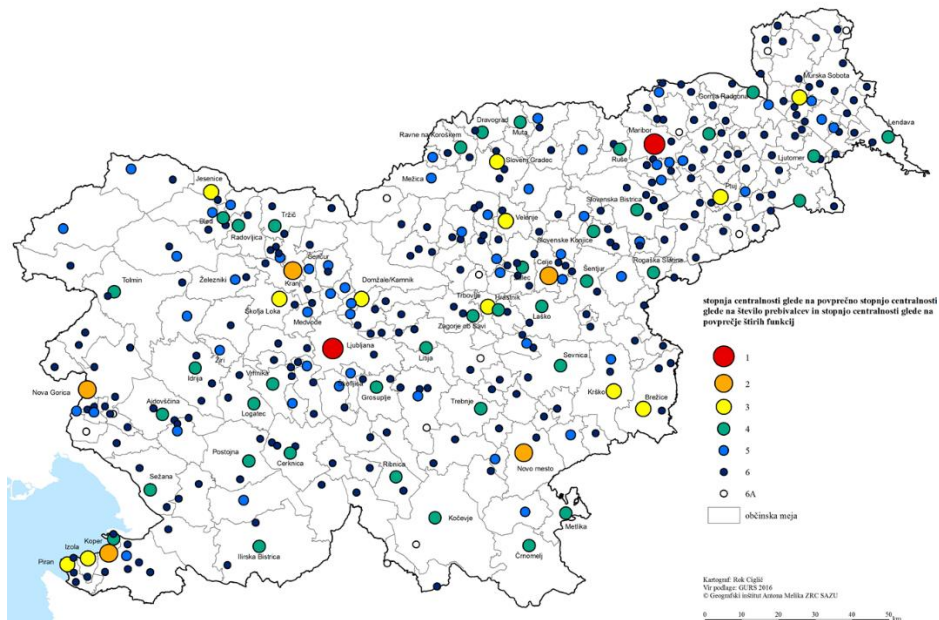 Murska Sobota
Gornja Radgona
Lendava
Dravograd
Muta
Ravne na Koroškem
Maribor
Slovenj Gradec
Ruše
Ljutomer
Mežica
Jesenice
Ptuj
Slovenska Bistrica
Bled
Tržič
Radovljica
Velenje
Slovenske Konjice
Šenčur
Celje
Rogaška Slatina
Kranj
Šentjur
Železniki
Domžale/Kamnik
Tolmin
Škofja Loka
Trbovlje
Hrastnik
Medvode
Zagorje ob Savi
Laško
Ljubljana
Žiri
Litija
Sevnica
Idrija
Vrhnika
Nova Gorica
Škofljica
Grosuplje
Krško
Brežice
Ajdovščina
Logatec
Trebnje
Postojna
Cerknica
Novo mesto
Ribnica
Sežana
Kočevje
Metlika
Koper
Izola
Piran
Ilirska Bistrica
Črnomelj
stopnja centralnosti glede na povprečno stopnjo centralnosti
glede na število prebivalcev in stopnjo centralnosti glede na
povprečje štirih funkcij
1
2
3
4
5
6
6A
občinska meja
Kartograf: Rok Ciglič
Vir podlage: GURS 2016
© Geografski inštitut Antona Melika ZRC SAZU
0 10 20 30 40 50
km